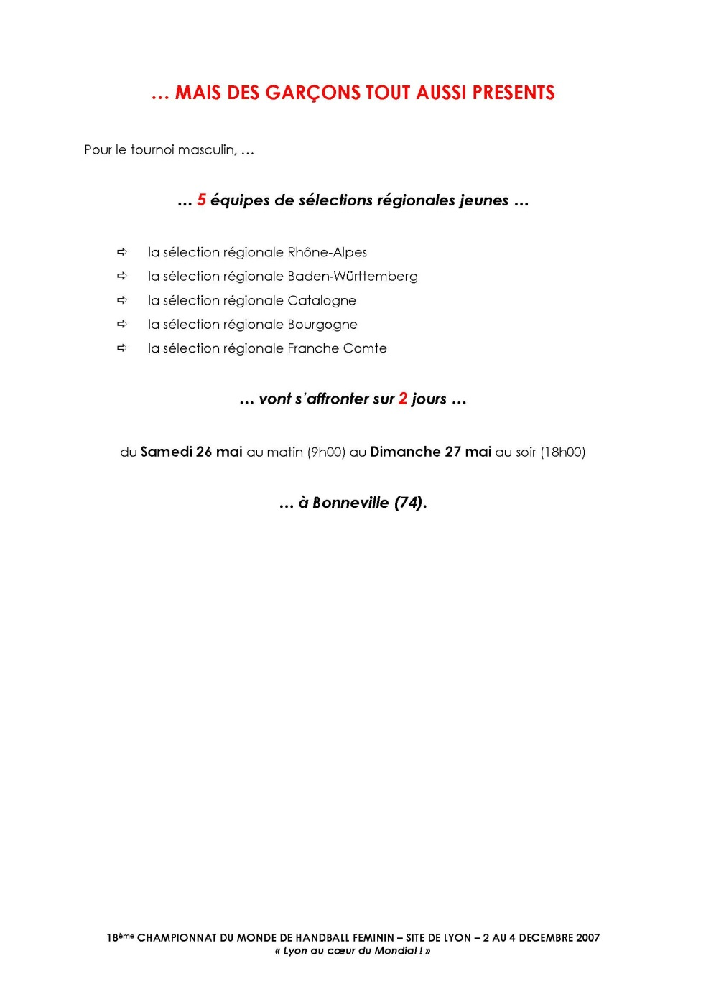 … MAIS DES GARÇONS TOUT AUSSI PRESENTS
Pour le tournoi masculin, …
… 5 équipes de sélections régionales jeunes …
⇨ la sélection régionale Rhône-Alpes
⇨ la sélection régionale Baden-Württemberg
⇨ la sélection régionale Catalogne
⇨ la sélection régionale Bourgogne
⇨ la sélection régionale Franche Comte
… vont s’affronter sur 2 jours …
du Samedi 26 mai au matin (9h00) au Dimanche 27 mai au soir (18h00)
… à Bonneville (74).
18ème CHAMPIONNAT DU MONDE DE HANDBALL FEMININ – SITE DE LYON – 2 AU 4 DECEMBRE 2007
« Lyon au cœur du Mondial ! »